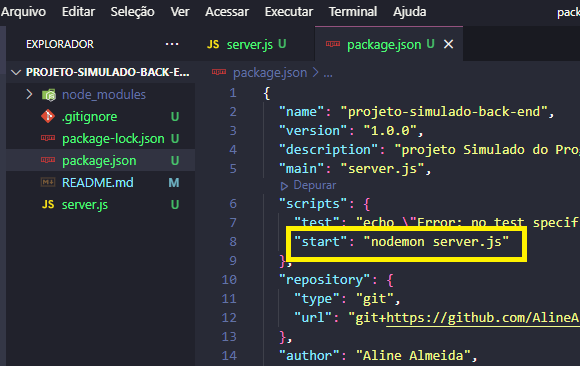 Arquivo Editar Seleção Ver Acessar Executar Terminal Ajuda
EXPLORADOR ...
server.js U
package.json U
PROJETO-SIMULADO-BACK-E...
package.json > ...
node_modules
.gitignore U
package-lock.json U
package.json U
README.md M
server.js U
1 {
2 "name": "projeto-simulado-back-end",
3 "version": "1.0.0",
4 "description": "projeto Simulado do Pro
5 "main": "server.js",
Depurar
6 "scripts": {
7 "test": "echo \"Error: no test specif
8 "start": "nodemon server.js"
9 },
10 "repository": {
11 "type": "git",
12 "url": "git+https://github.com/AlineA
13 },
14 "author": "Aline Almeida",